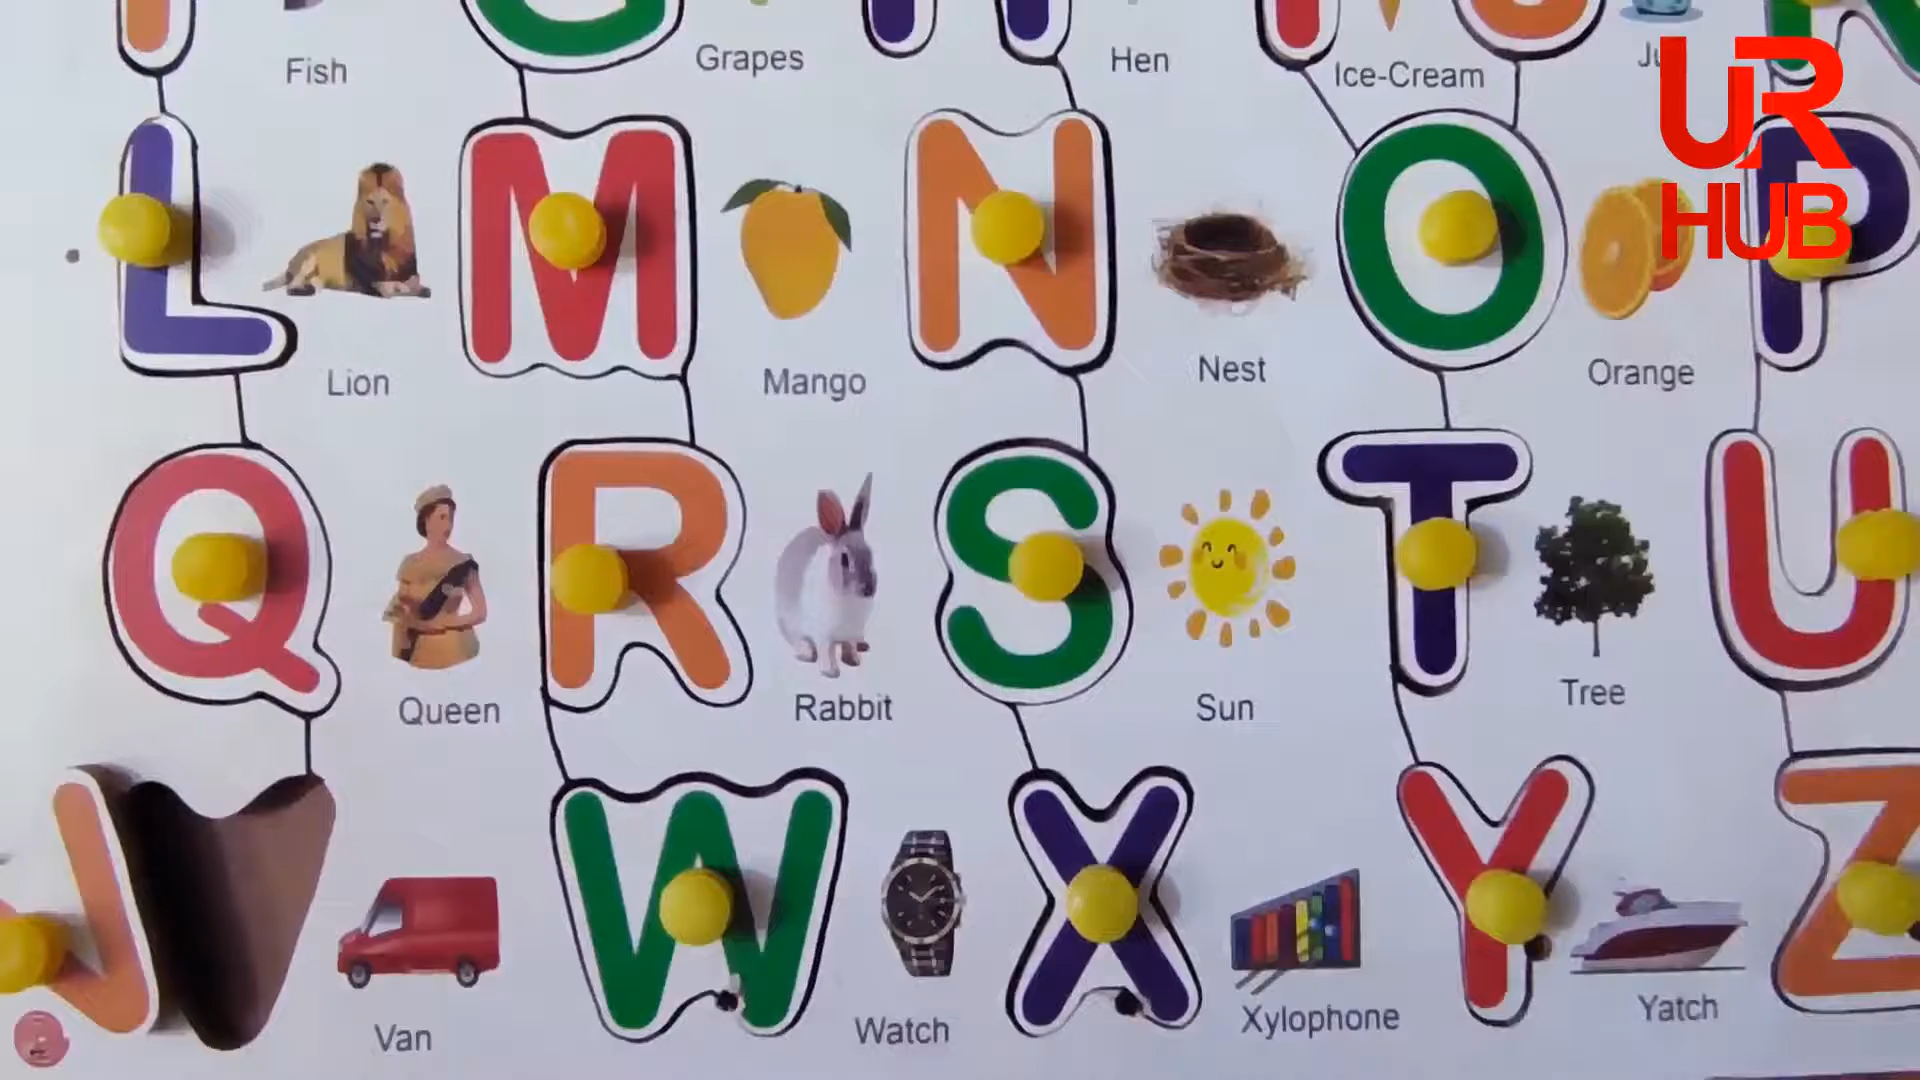 Fish
Grapes
Hen
Ice-Cream
UR
HUB
L
Lion
M
Mango
N
Nest
O
Orange
P
Q
Queen
R
Rabbit
S
Sun
T
Tree
U
V
Van
W
Watch
X
Xylophone
Y
Yatch
Z